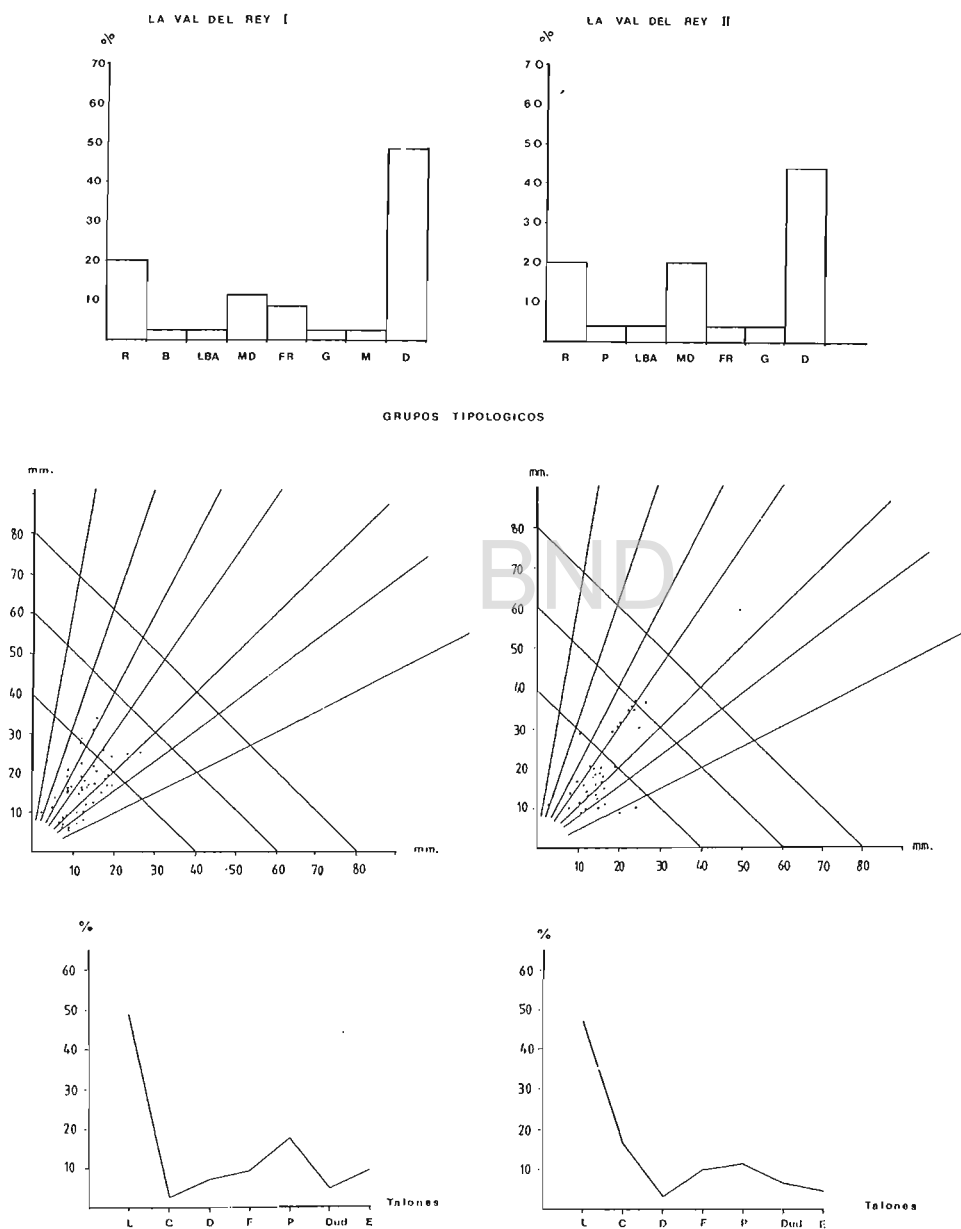 LA VAL DEL REY I
%
70
60
50
40
30
20
10
R B LBA MD FR G M D
LA VAL DEL REY II
%
70
60
50
40
30
20
10
R P LBA MD FR G D
GRUPOS TIPOLOGICOS
mm.
80
70
60
50
40
30
20
10
10 20 30 40 50 60 70 80
mm.
mm.
80
70
60
50
40
30
20
10
10 20 30 40 50 60 70 80
mm.
BND
%
60
50
40
30
20
10
L C D F P Dud E
Talones
%
60
50
40
30
20
10
L C D F P Dud E
Talones